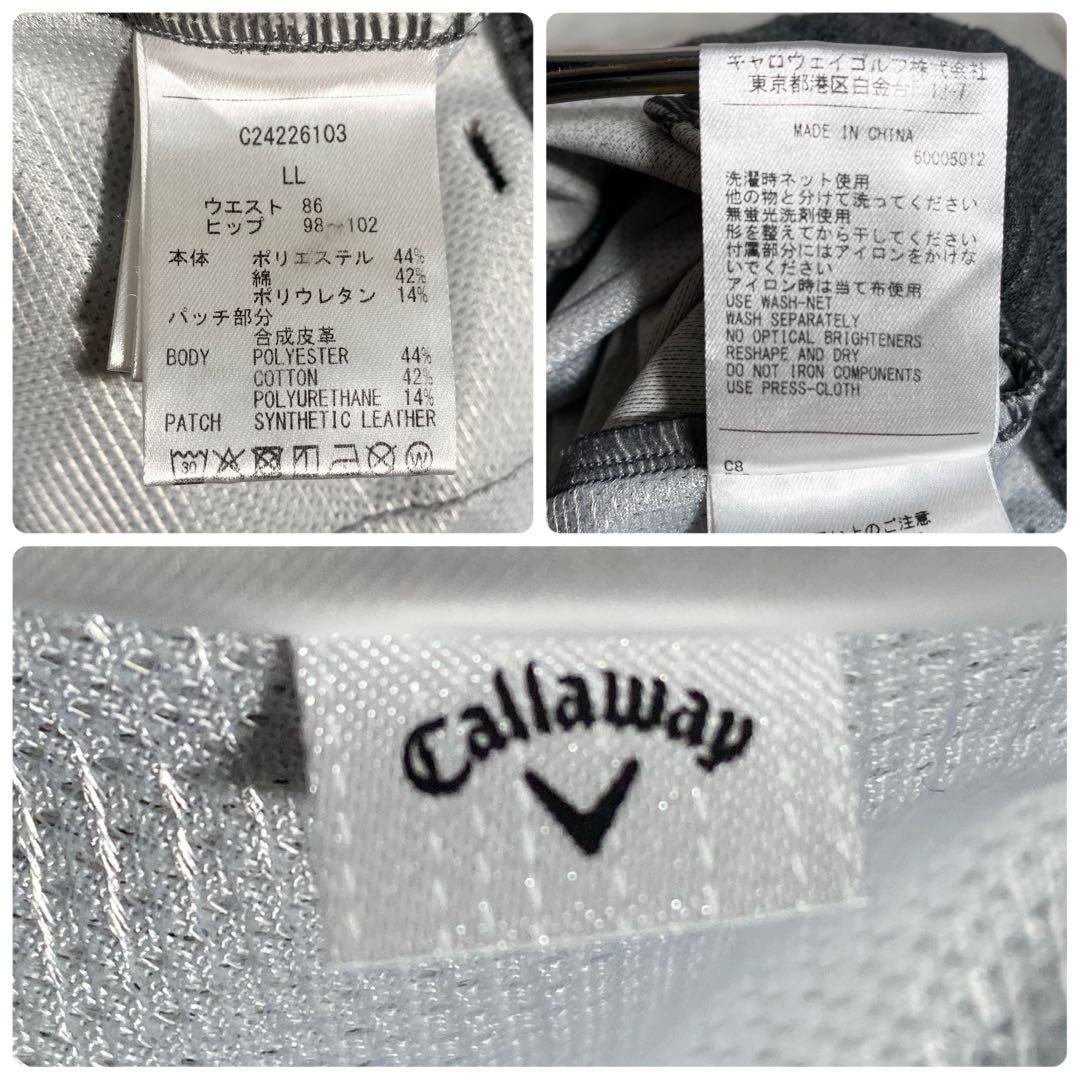 C24226103
LL
ウエスト 86
ヒップ 98～102
本体 ポリエステル 44%
綿 42%
ポリウレタン 14%
パッチ部分
合成皮革
BODY POLYESTER 44%
COTTON 42%
POLYURETHANE 14%
PATCH SYNTHETIC LEATHER
30 W
キャロウェイゴルフ株式会社
東京都港区白金台
MADE IN CHINA
60005012
洗濯時ネット使用
他の物と分けて洗ってください
無蛍光洗剤使用
形を整えてから干してください
付属部分にはアイロンをかけな
いでください
アイロン時は当て布使用
USE WASH-NET
WASH SEPARATELY
NO OPTICAL BRIGHTENERS
RESHAPE AND DRY
DO NOT IRON COMPONENTS
USE PRESS-CLOTH
C8
上のご注意
Callaway